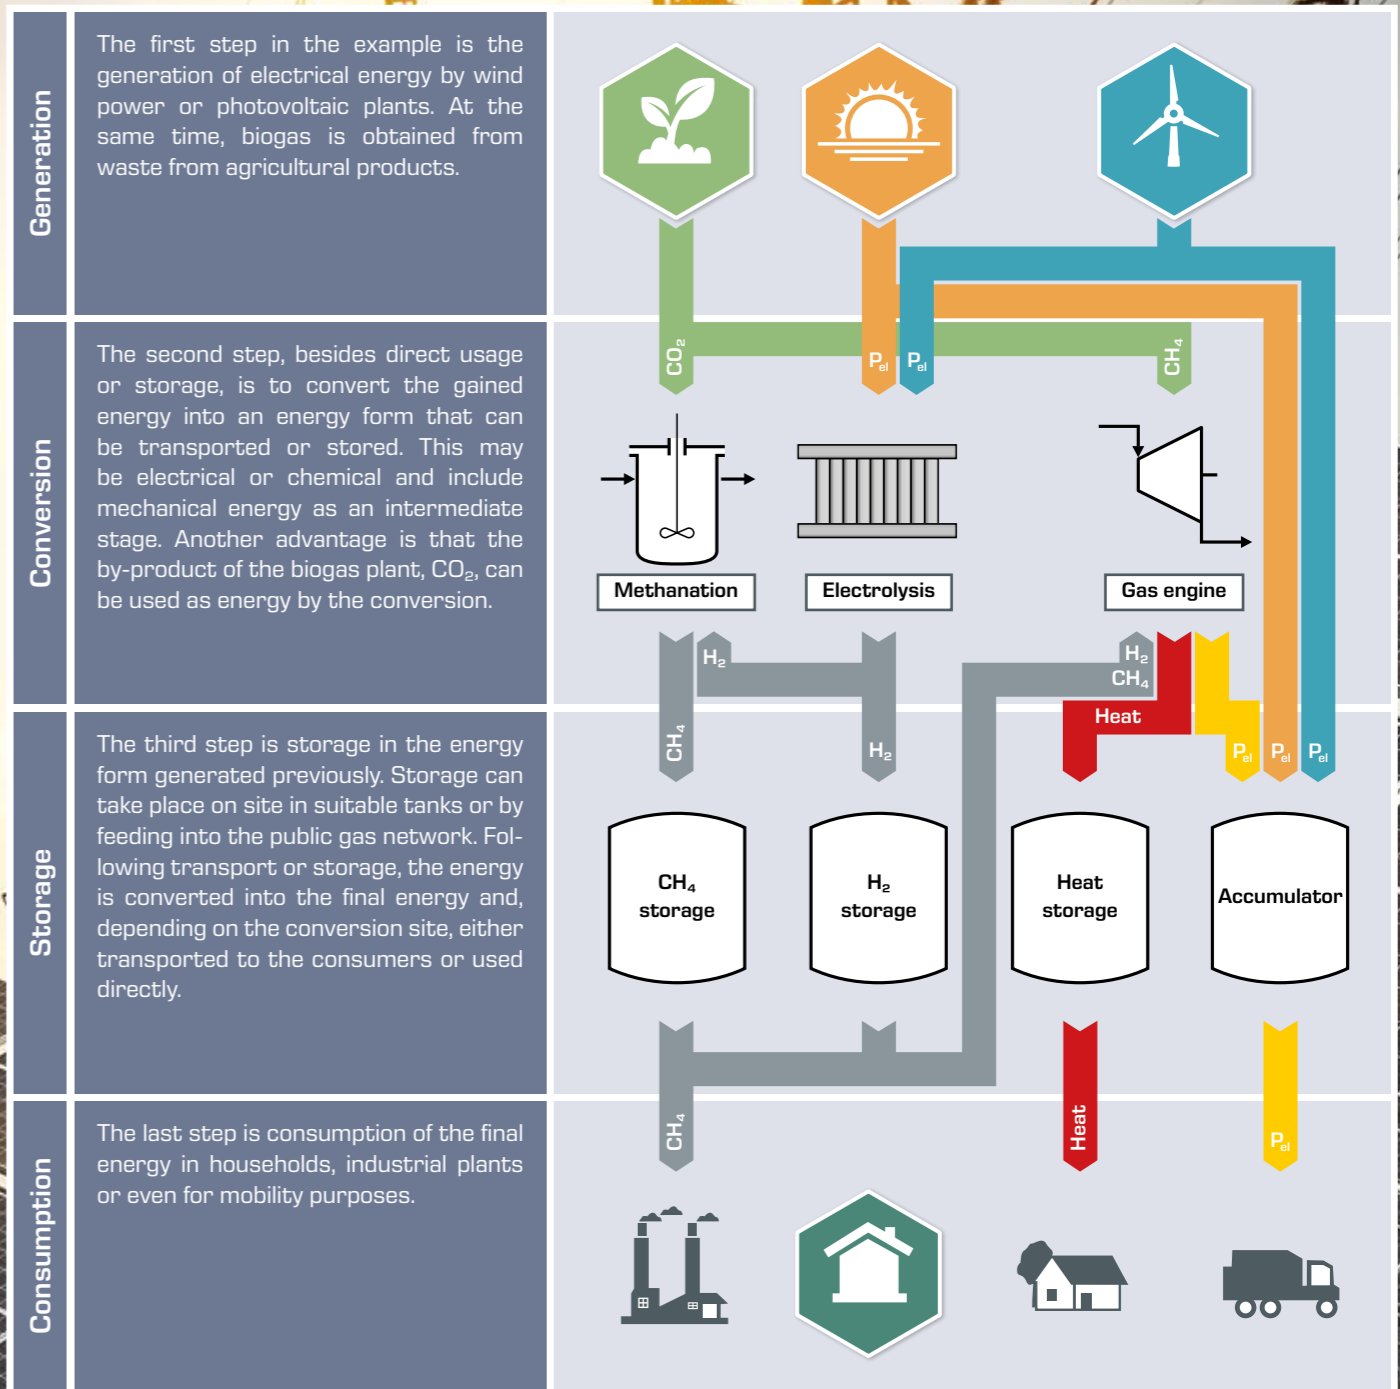 Generation
The first step in the example is the
generation of electrical energy by wind
power or photovoltaic plants. At the
same time, biogas is obtained from
waste from agricultural products.
CO₂
Pel
Pel
CH₄
Conversion
The second step, besides direct usage
or storage, is to convert the gained
energy into an energy form that can
be transported or stored. This may
be electrical or chemical and include
mechanical energy as an intermediate
stage. Another advantage is that the
by-product of the biogas plant, CO₂, can
be used as energy by the conversion.
Methanation
Electrolysis
Gas engine
H₂
H₂
CH₄
Heat
Storage
The third step is storage in the energy
form generated previously. Storage can
take place on site in suitable tanks or by
feeding into the public gas network. Fol-
lowing transport or storage, the energy
is converted into the final energy and,
depending on the conversion site, either
transported to the consumers or used
directly.
CH₄
H₂
Pel
Pel
Pel
CH₄
storage
H₂
storage
Heat
storage
Accumulator
Consumption
The last step is consumption of the final
energy in households, industrial plants
or even for mobility purposes.
CH₄
Heat
Pel